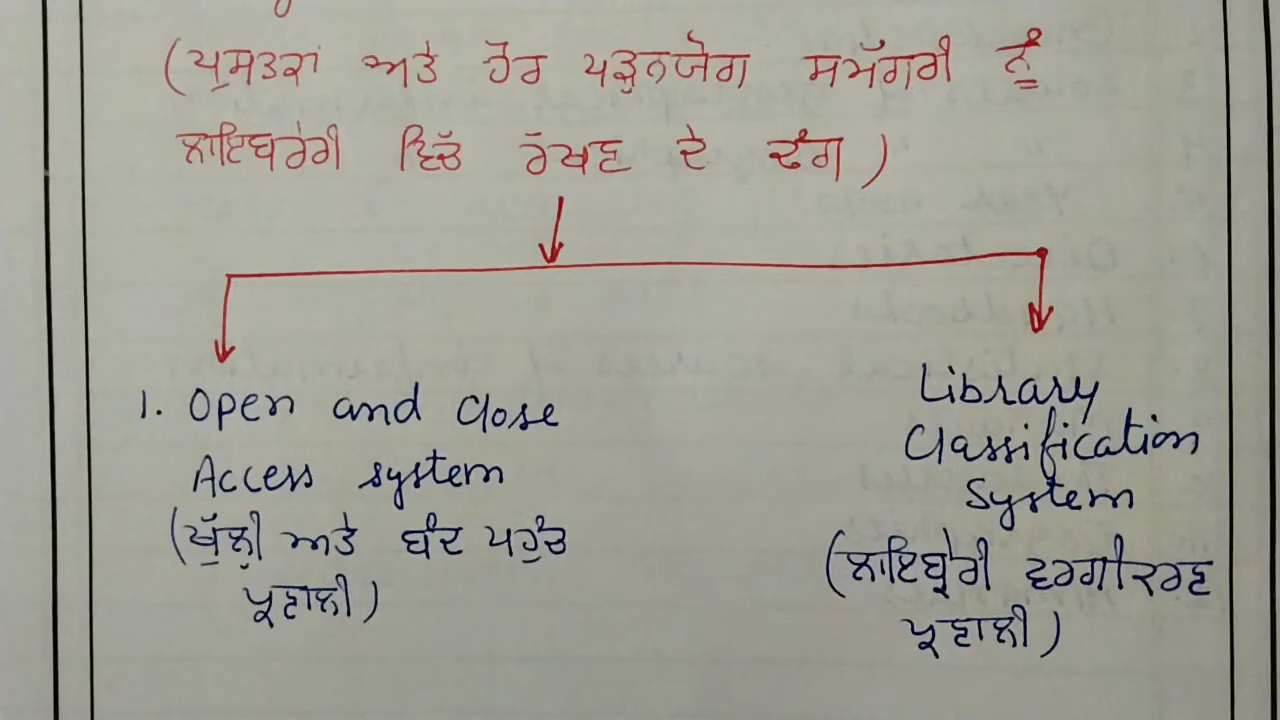 (ਪੁਸਤਕਾਂ ਅਤੇ ਹੋਰ ਪੜ੍ਹਨਯੋਗ ਸਮੱਗਰੀ ਨੂੰ
ਲਾਇਬਰੇਰੀ ਵਿੱਚ ਰੱਖਣ ਦੇ ਢੰਗ)
1. Open and Close
Access system
(ਖੁੱਲੀ ਅਤੇ ਬੰਦ ਪਹੁੰਚ
ਪ੍ਰਣਾਲੀ)
Library
Classification
System
(ਲਾਇਬ੍ਰੇਰੀ ਵਰਗੀਕਰਣ
ਪ੍ਰਣਾਲੀ)